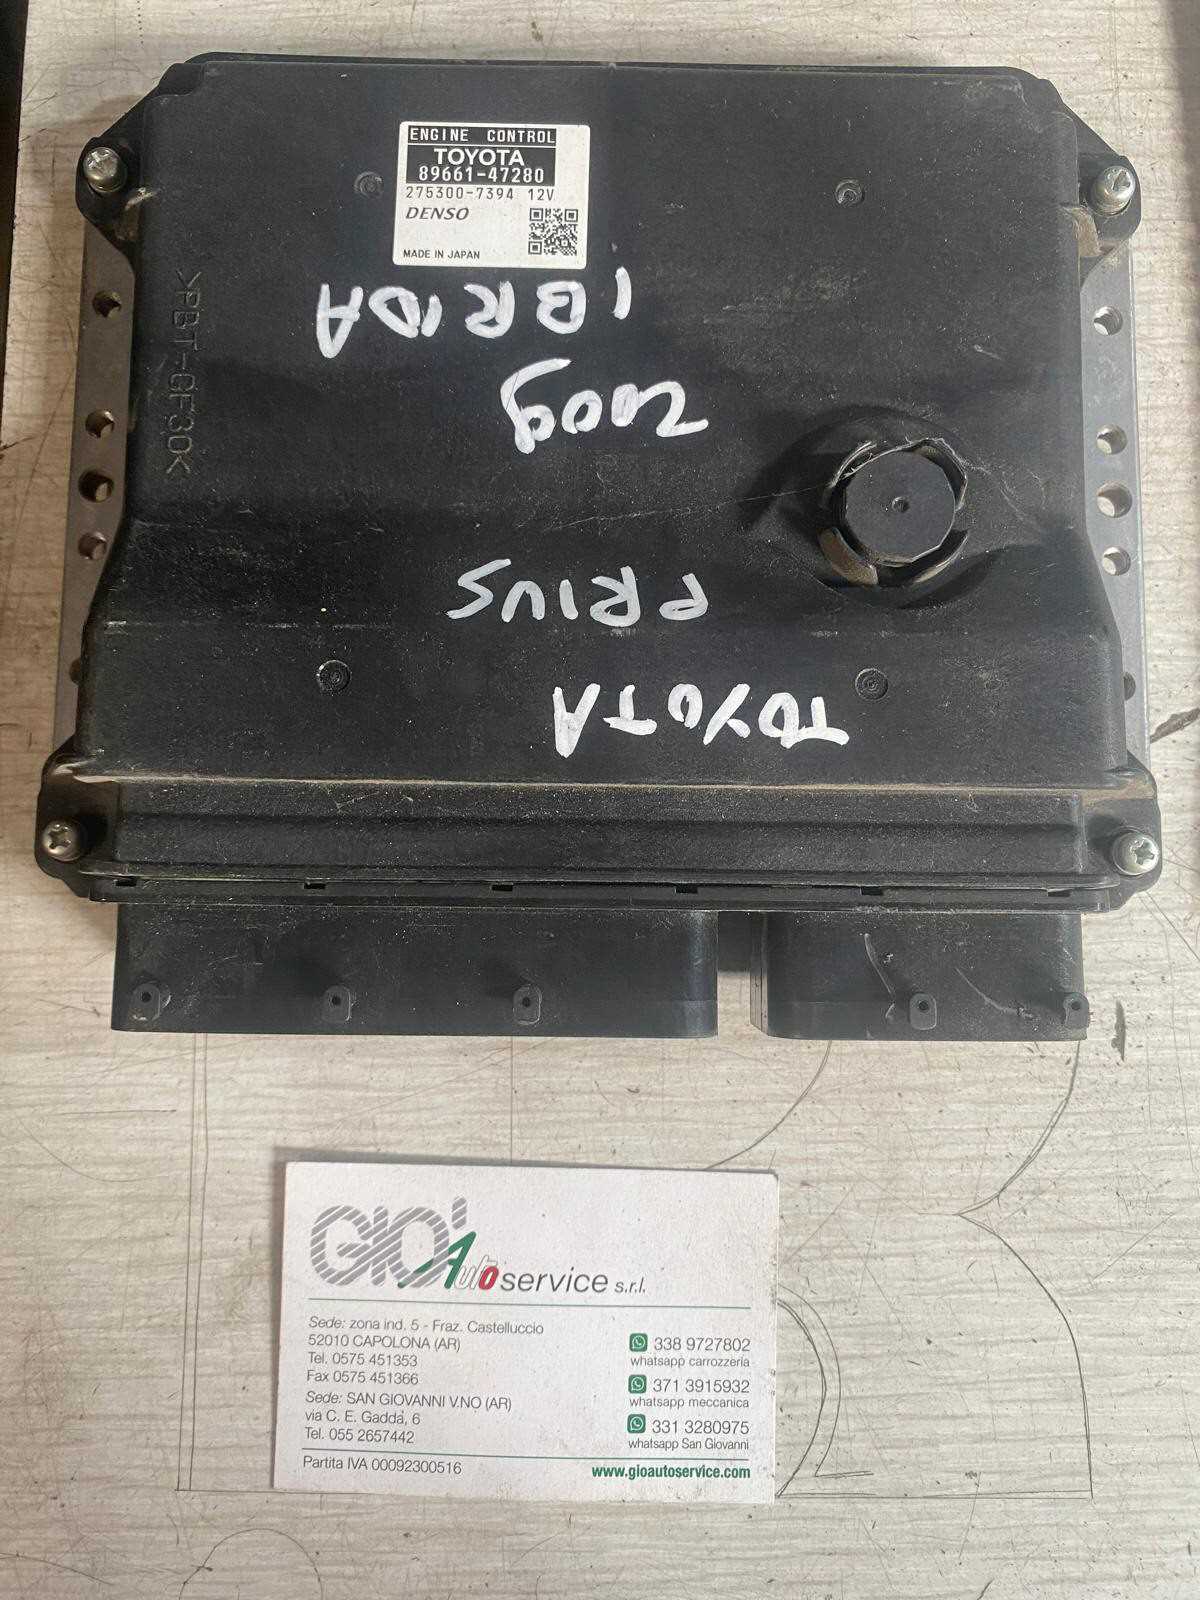 ENGINE CONTROL
TOYOTA
89661-47280
275300-7394 12V
DENSO
MADE IN JAPAN
>PBT-GF30<
TOYOTA
PRIUS
2009
IBRIDA
GIO' Autoservice s.r.l.
Sede: zona ind. 5 - Fraz. Castelluccio
52010 CAPOLONA (AR)
Tel. 0575 451353
Fax 0575 451366
Sede: SAN GIOVANNI V.NO (AR)
via C. E. Gadda, 6
Tel. 055 2657442
338 9727802
whatsapp carrozzeria
371 3915932
whatsapp meccanica
331 3280975
whatsapp San Giovanni
Partita IVA 00092300516
www.gioautoservice.com